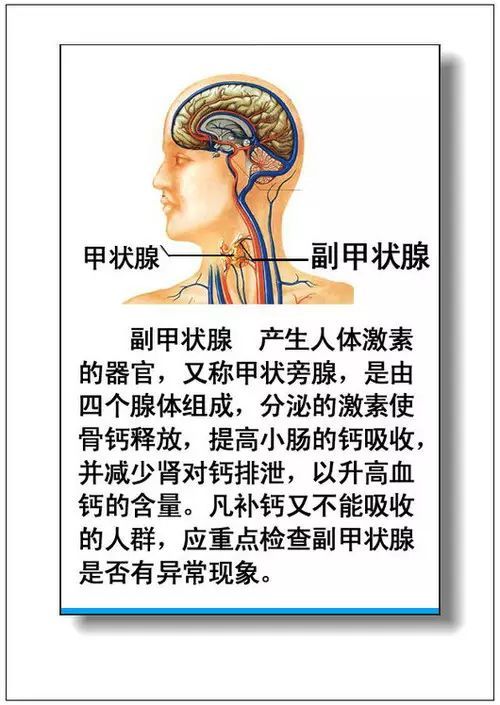 甲状腺
副甲状腺
副甲状腺 产生人体激素
的器官，又称甲状旁腺，是由
四个腺体组成，分泌的激素使
骨钙释放，提高小肠的钙吸收，
并减少肾对钙排泄，以升高血
钙的含量。凡补钙又不能吸收
的人群，应重点检查副甲状腺
是否有异常现象。